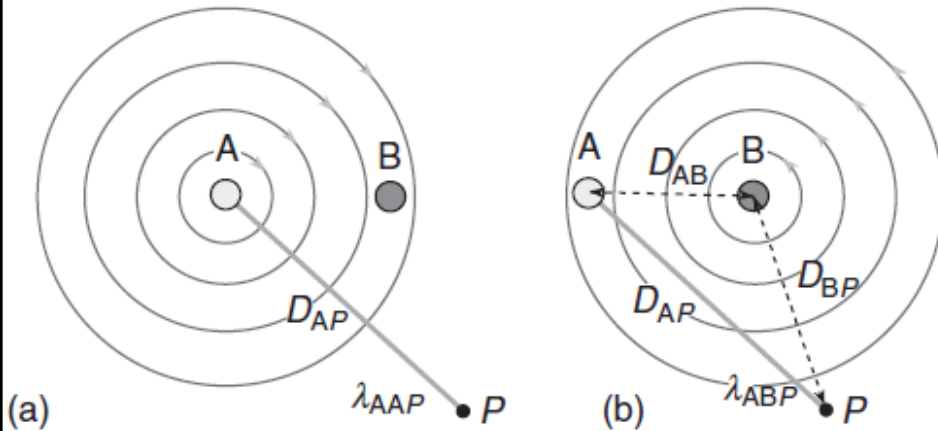 A
B
D_AP
λ_AAP
P
(a)
A
D_AB
B
D_BP
D_AP
λ_ABP
P
(b)